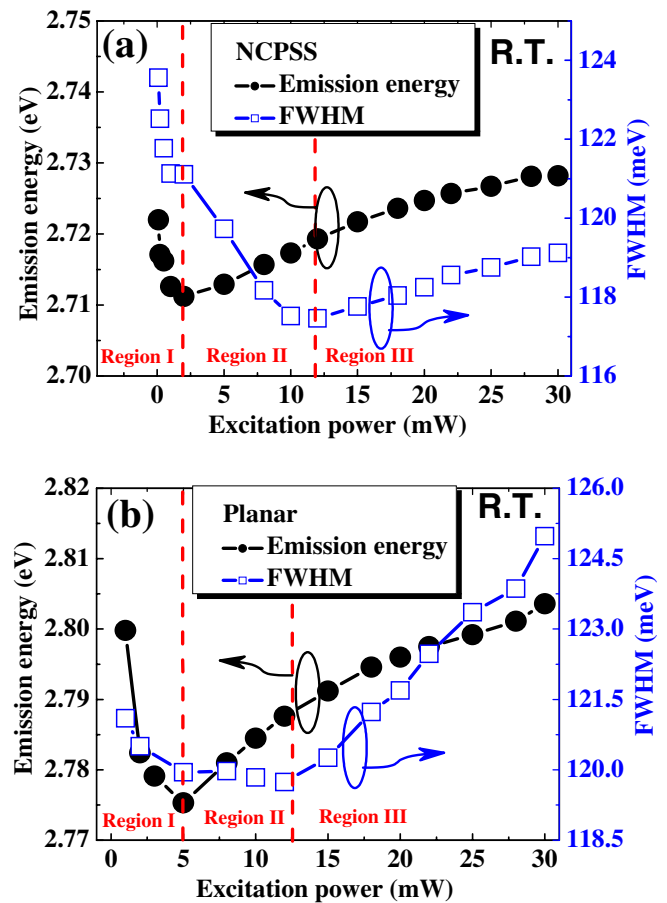 (a)
NCPSS
R.T.
Emission energy
FWHM
2.75
2.74
2.73
2.72
2.71
2.70
Emission energy (eV)
124
122
120
118
116
FWHM (meV)
Region I
Region II
Region III
0 5 10 15 20 25 30
Excitation power (mW)
(b)
Planar
R.T.
Emission energy
FWHM
2.82
2.81
2.80
2.79
2.78
2.77
Emission energy (eV)
126.0
124.5
123.0
121.5
120.0
118.5
FWHM (meV)
Region I
Region II
Region III
0 5 10 15 20 25 30
Excitation power (mW)